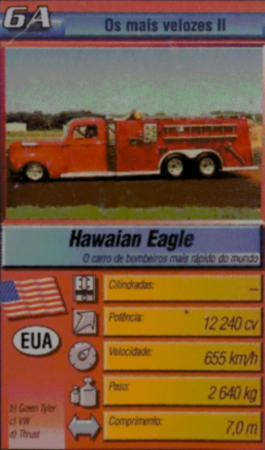 6A
Os mais velozes II
Hawaian Eagle
O carro de bombeiros mais rápido do mundo
Cilindradas: –
Potência: 12 240 cv
EUA
Velocidade: 655 km/h
Peso: 2 640 kg
b) Green Tyler
c) VW
d) Thrust
Comprimento: 7,0 m